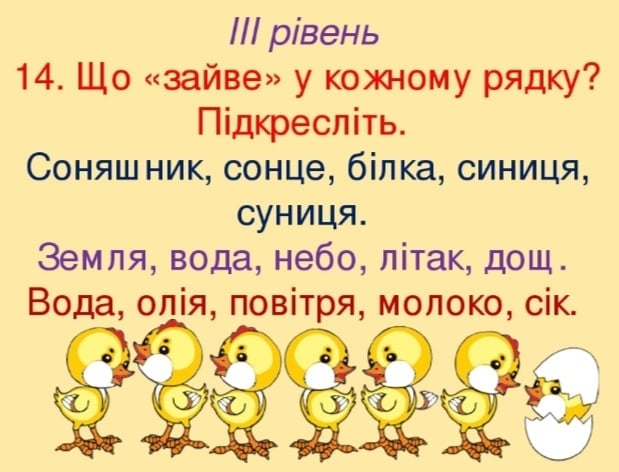 III рівень
14. Що «зайве» у кожному рядку?
Підкресліть.
Соняшник, сонце, білка, синиця,
суниця.
Земля, вода, небо, літак, дощ.
Вода, олія, повітря, молоко, сік.